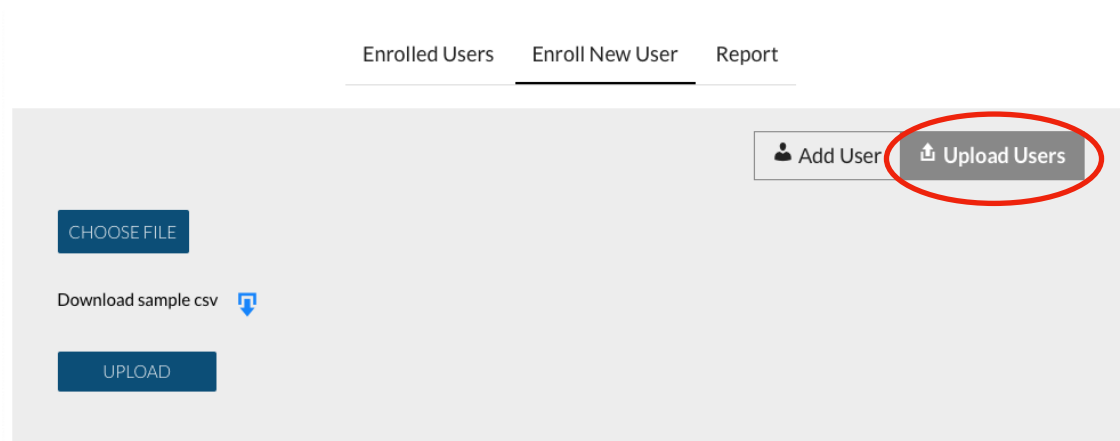 Enrolled Users Enroll New User Report
Add User Upload Users
CHOOSE FILE
Download sample csv
UPLOAD